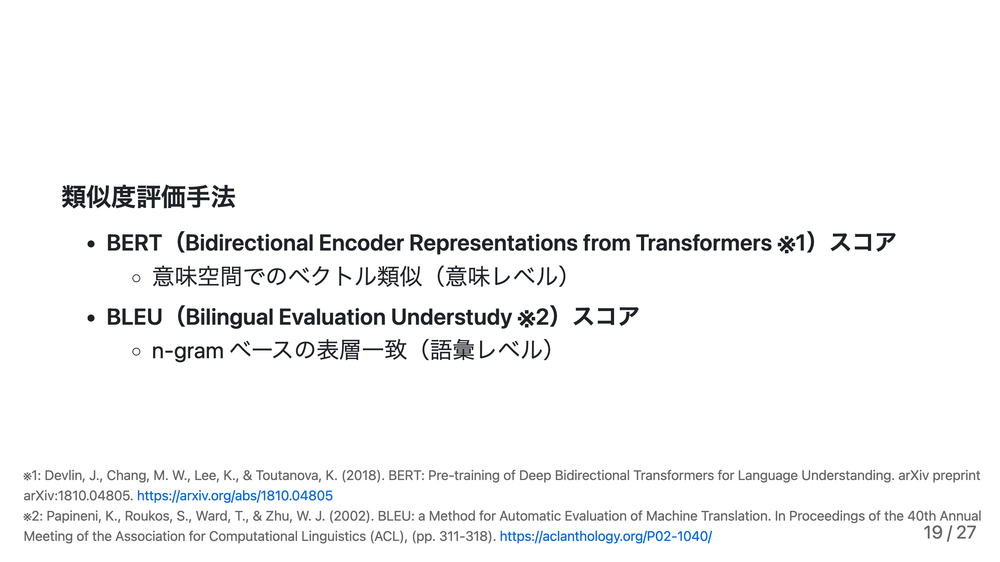 類似度評価手法
• BERT（Bidirectional Encoder Representations from Transformers ※1）スコア
◦ 意味空間でのベクトル類似（意味レベル）
• BLEU（Bilingual Evaluation Understudy ※2）スコア
◦ n-gram ベースの表層一致（語彙レベル）
※1: Devlin, J., Chang, M. W., Lee, K., & Toutanova, K. (2018). BERT: Pre-training of Deep Bidirectional Transformers for Language Understanding. arXiv preprint
arXiv:1810.04805. https://arxiv.org/abs/1810.04805
※2: Papineni, K., Roukos, S., Ward, T., & Zhu, W. J. (2002). BLEU: a Method for Automatic Evaluation of Machine Translation. In Proceedings of the 40th Annual
Meeting of the Association for Computational Linguistics (ACL), (pp. 311-318). https://aclanthology.org/P02-1040/
19 / 27